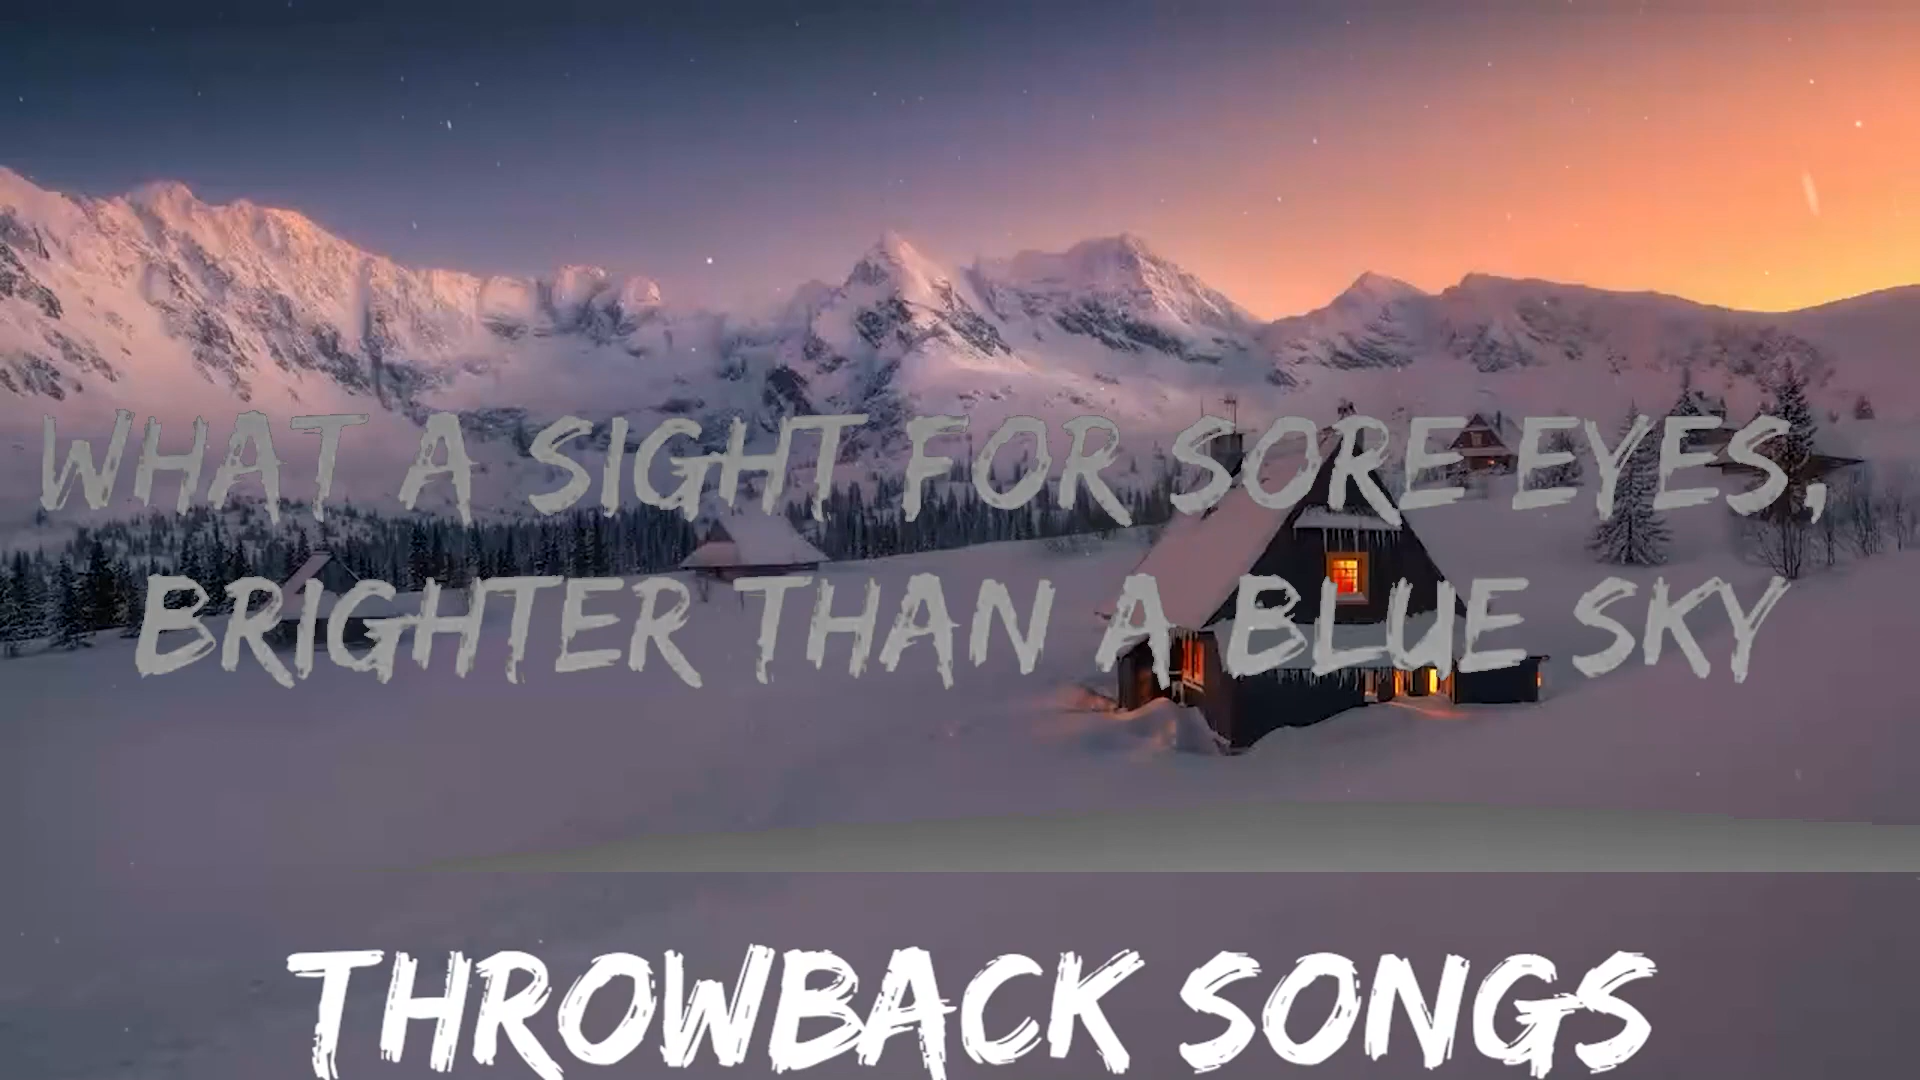 WHAT A SIGHT FOR SORE EYES,
BRIGHTER THAN A BLUE SKY
THROWBACK SONGS